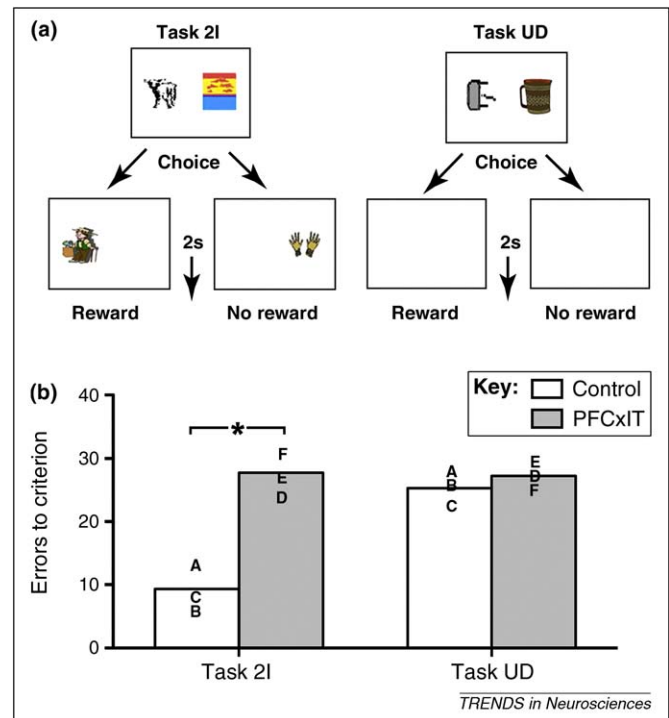 (a)
Task 2I
Task UD
Choice
Choice
2s
2s
Reward
No reward
Reward
No reward
(b)
40
30
20
10
0
Errors to criterion
Key:
Control
PFCxIT
*
A
C
B
F
E
D
A
B
C
E
D
F
Task 2I
Task UD
TRENDS in Neurosciences